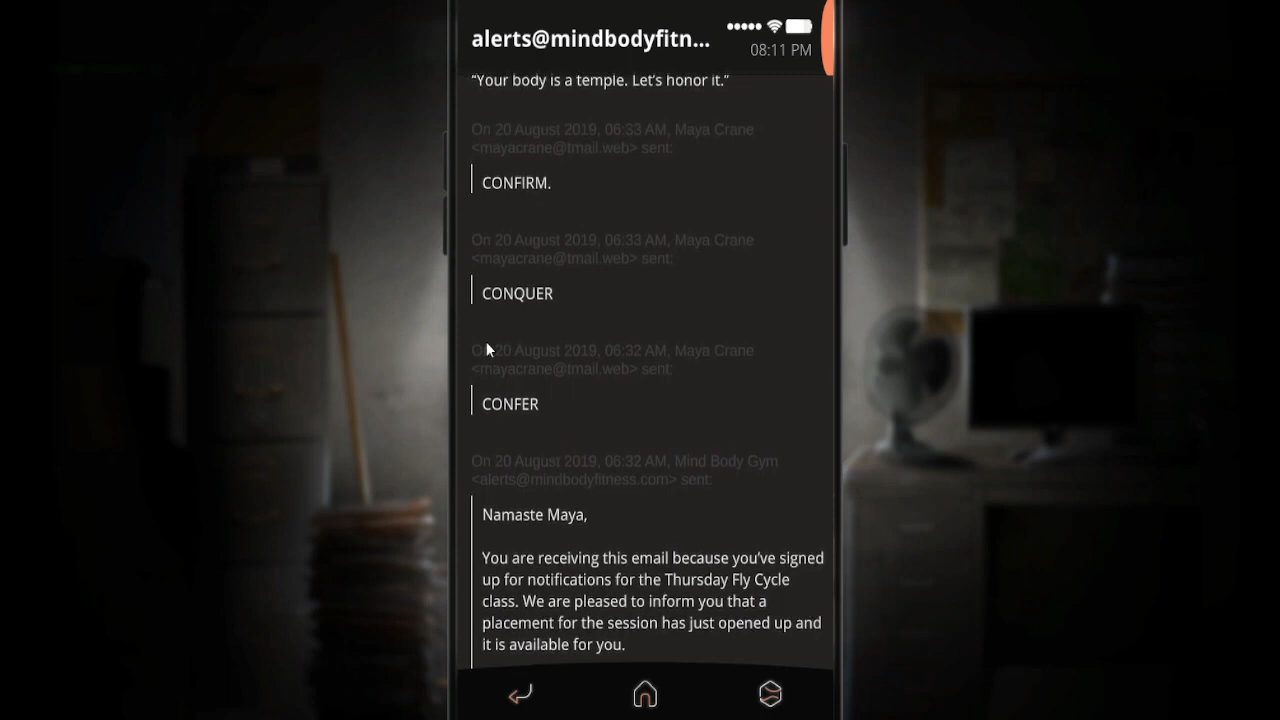 alerts@mindbodyfitn...
08:11 PM
“Your body is a temple. Let’s honor it.”
On 20 August 2019, 06:33 AM, Maya Crane
<mayacrane@tmail.web> sent:
CONFIRM.
On 20 August 2019, 06:33 AM, Maya Crane
<mayacrane@tmail.web> sent:
CONQUER
On 20 August 2019, 06:32 AM, Maya Crane
<mayacrane@tmail.web> sent:
CONFER
On 20 August 2019, 06:32 AM, Mind Body Gym
<alerts@mindbodyfitness.com> sent:
Namaste Maya,
You are receiving this email because you’ve signed
up for notifications for the Thursday Fly Cycle
class. We are pleased to inform you that a
placement for the session has just opened up and
it is available for you.